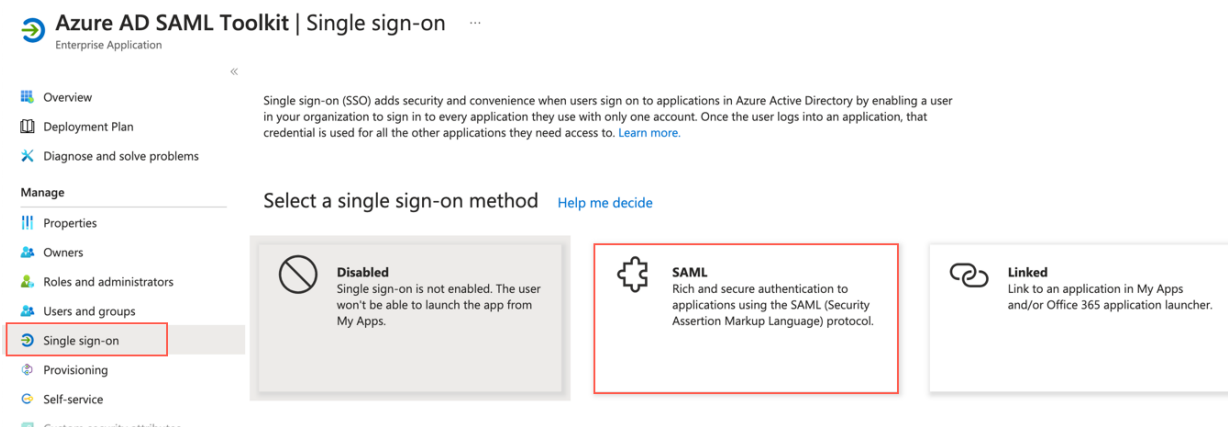 Azure AD SAML Toolkit | Single sign-on ...
Enterprise Application
«
Overview
Deployment Plan
Diagnose and solve problems
Manage
Properties
Owners
Roles and administrators
Users and groups
Single sign-on
Provisioning
Self-service
Single sign-on (SSO) adds security and convenience when users sign on to applications in Azure Active Directory by enabling a user
in your organization to sign in to every application they use with only one account. Once the user logs into an application, that
credential is used for all the other applications they need access to. Learn more.
Select a single sign-on method Help me decide
Disabled
Single sign-on is not enabled. The user
won't be able to launch the app from
My Apps.
SAML
Rich and secure authentication to
applications using the SAML (Security
Assertion Markup Language) protocol.
Linked
Link to an application in My Apps
and/or Office 365 application launcher.